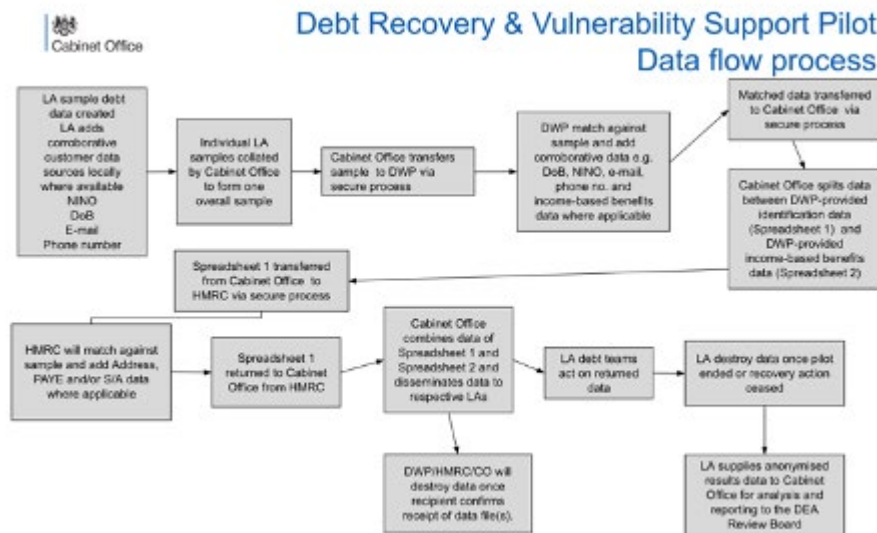 Cabinet Office
Debt Recovery & Vulnerability Support Pilot
Data flow process
LA sample debt
data created
LA adds
corroborative
customer data
sources locally
where available
NINO
DoB
E-mail
Phone number
Individual LA
samples collated
by Cabinet Office
to form one
overall sample
Cabinet Office transfers
sample to DWP via
secure process
DWP match against
sample and add
corroborative data e.g.
DoB, NINO, e-mail,
phone no. and
income-based benefits
data where applicable
Matched data transferred
to Cabinet Office via
secure process
Cabinet Office splits data
between DWP-provided
identification data
(Spreadsheet 1) and
DWP-provided
income-based benefits
data (Spreadsheet 2)
Spreadsheet 1 transferred
from Cabinet Office to
HMRC via secure process
HMRC will match against
sample and add Address,
PAYE and/or S/A data
where applicable
Spreadsheet 1
returned to Cabinet
Office from HMRC
Cabinet Office
combines data of
Spreadsheet 1 and
Spreadsheet 2 and
disseminates data to
respective LAs
LA debt teams
act on returned
data
LA destroy data once pilot
ended or recovery action
ceased
DWP/HMRC/CO will
destroy data once
recipient confirms
receipt of data file(s).
LA supplies anonymised
results data to Cabinet
Office for analysis and
reporting to the DEA
Review Board